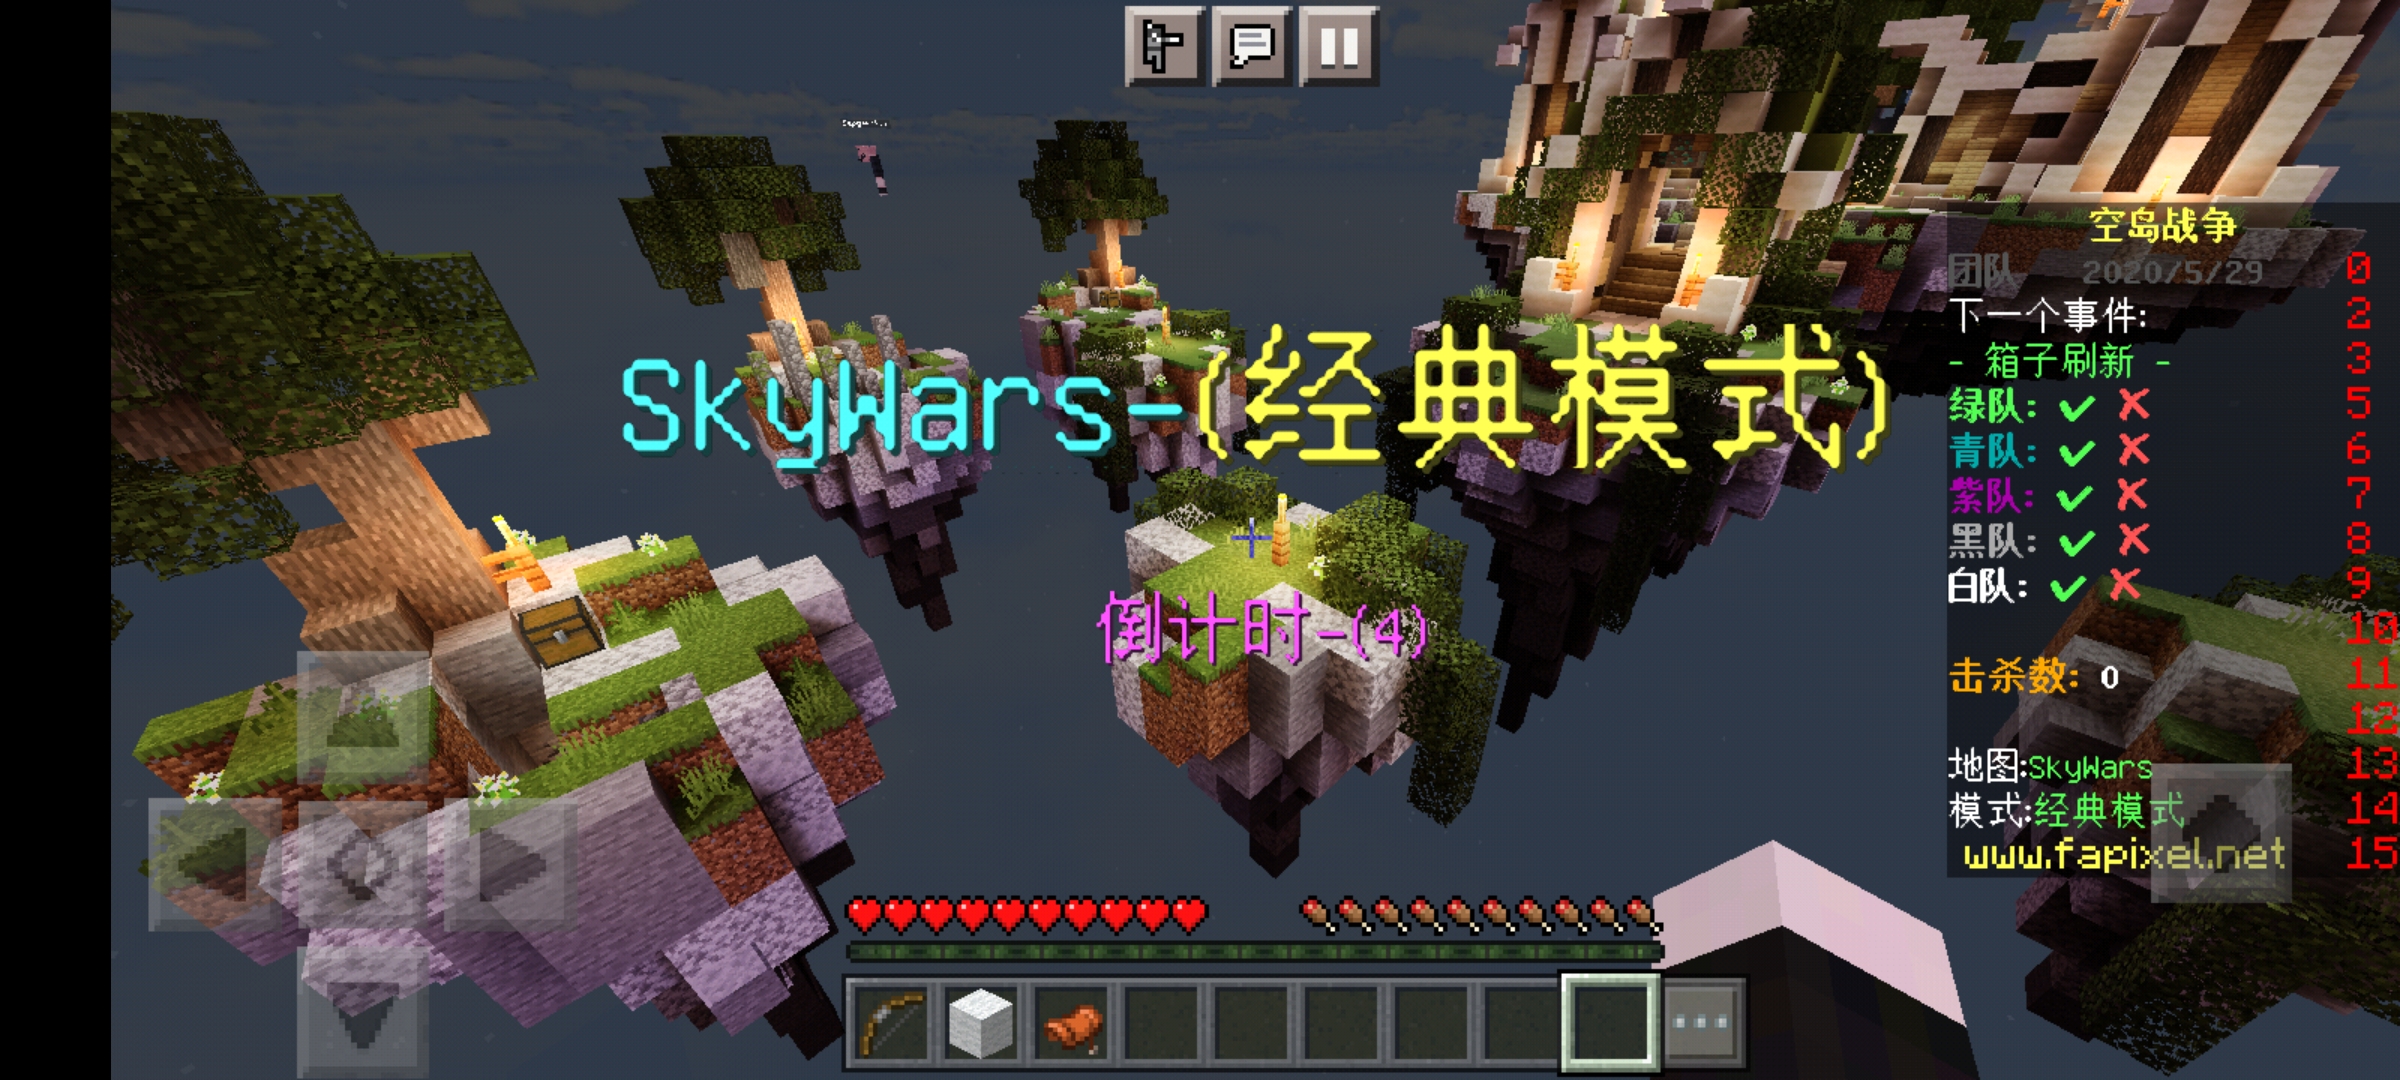 SkyWars-(经典模式)
倒计时-(4)
空岛战争
团队 2020/5/29 0
下一个事件: 2
- 箱子刷新 - 3
绿队: ✔ ✘ 5
青队: ✔ ✘ 6
紫队: ✔ ✘ 7
黑队: ✔ ✘ 8
白队: ✔ ✘ 9
10
击杀数: 0 11
12
地图:SkyWars 13
模式:经典模式 14
www.fapixel.net 15